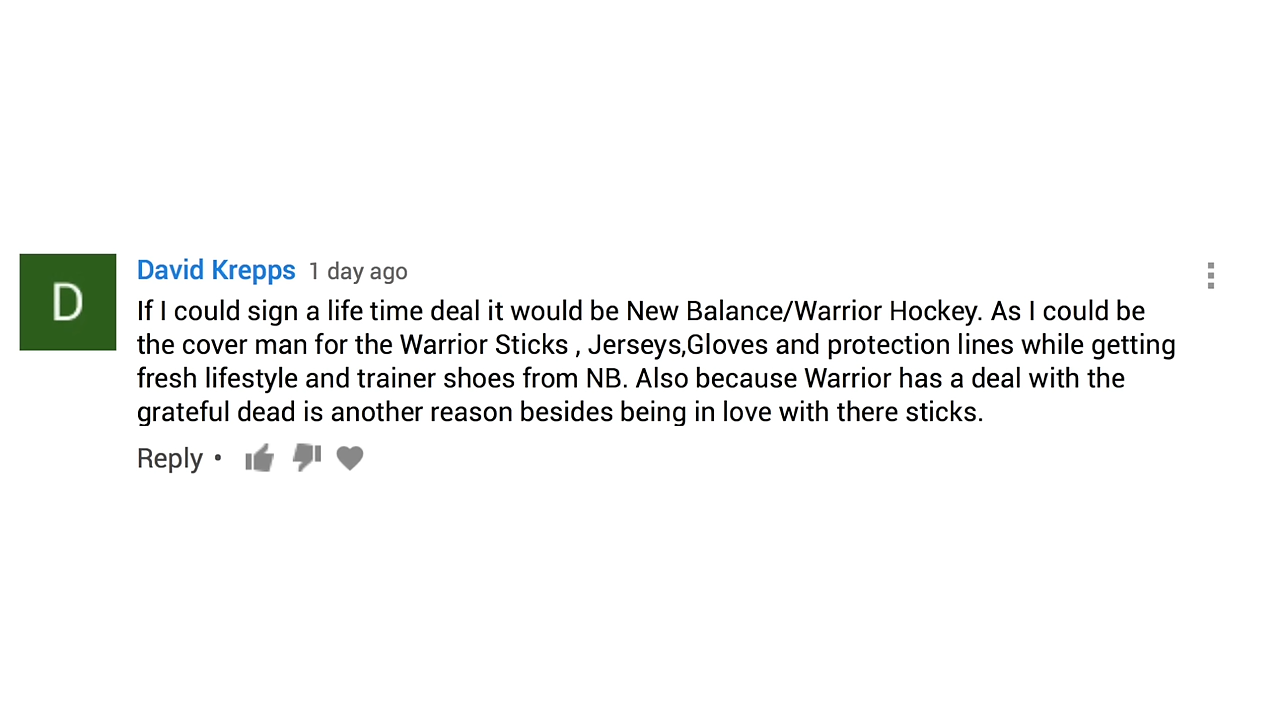 D
David Krepps 1 day ago
If I could sign a life time deal it would be New Balance/Warrior Hockey. As I could be
the cover man for the Warrior Sticks , Jerseys,Gloves and protection lines while getting
fresh lifestyle and trainer shoes from NB. Also because Warrior has a deal with the
grateful dead is another reason besides being in love with there sticks.
Reply •